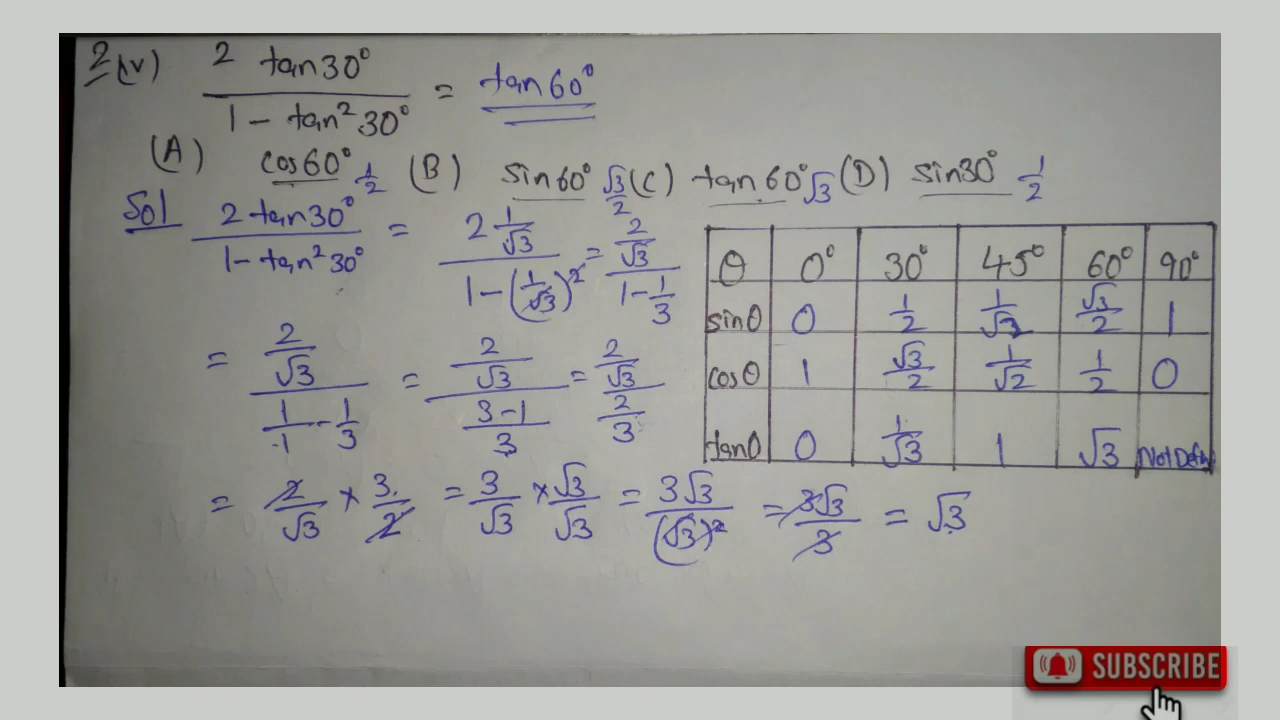 2(iv) 2 tan30° / 1 - tan²30° = tan60°
(A) cos60° 1/2 (B) sin60° √3/2 (C) tan60° √3 (D) sin30° 1/2
Sol 2 tan30° / 1 - tan²30° = 2 1/√3 / 1 - (1/√3)² = 2/√3 / 1 - 1/3
= 2/√3 / 1/1 - 1/3 = 2/√3 / 3-1/3 = 2/√3 / 2/3
= 2/√3 × 3/2 = 3/√3 × √3/√3 = 3√3/(√3)² = 3√3/3 = √3
θ 0° 30° 45° 60° 90°
sinθ 0 1/2 1/√2 √3/2 1
cosθ 1 √3/2 1/√2 1/2 0
tanθ 0 1/√3 1 √3 Not
SUBSCRIBE